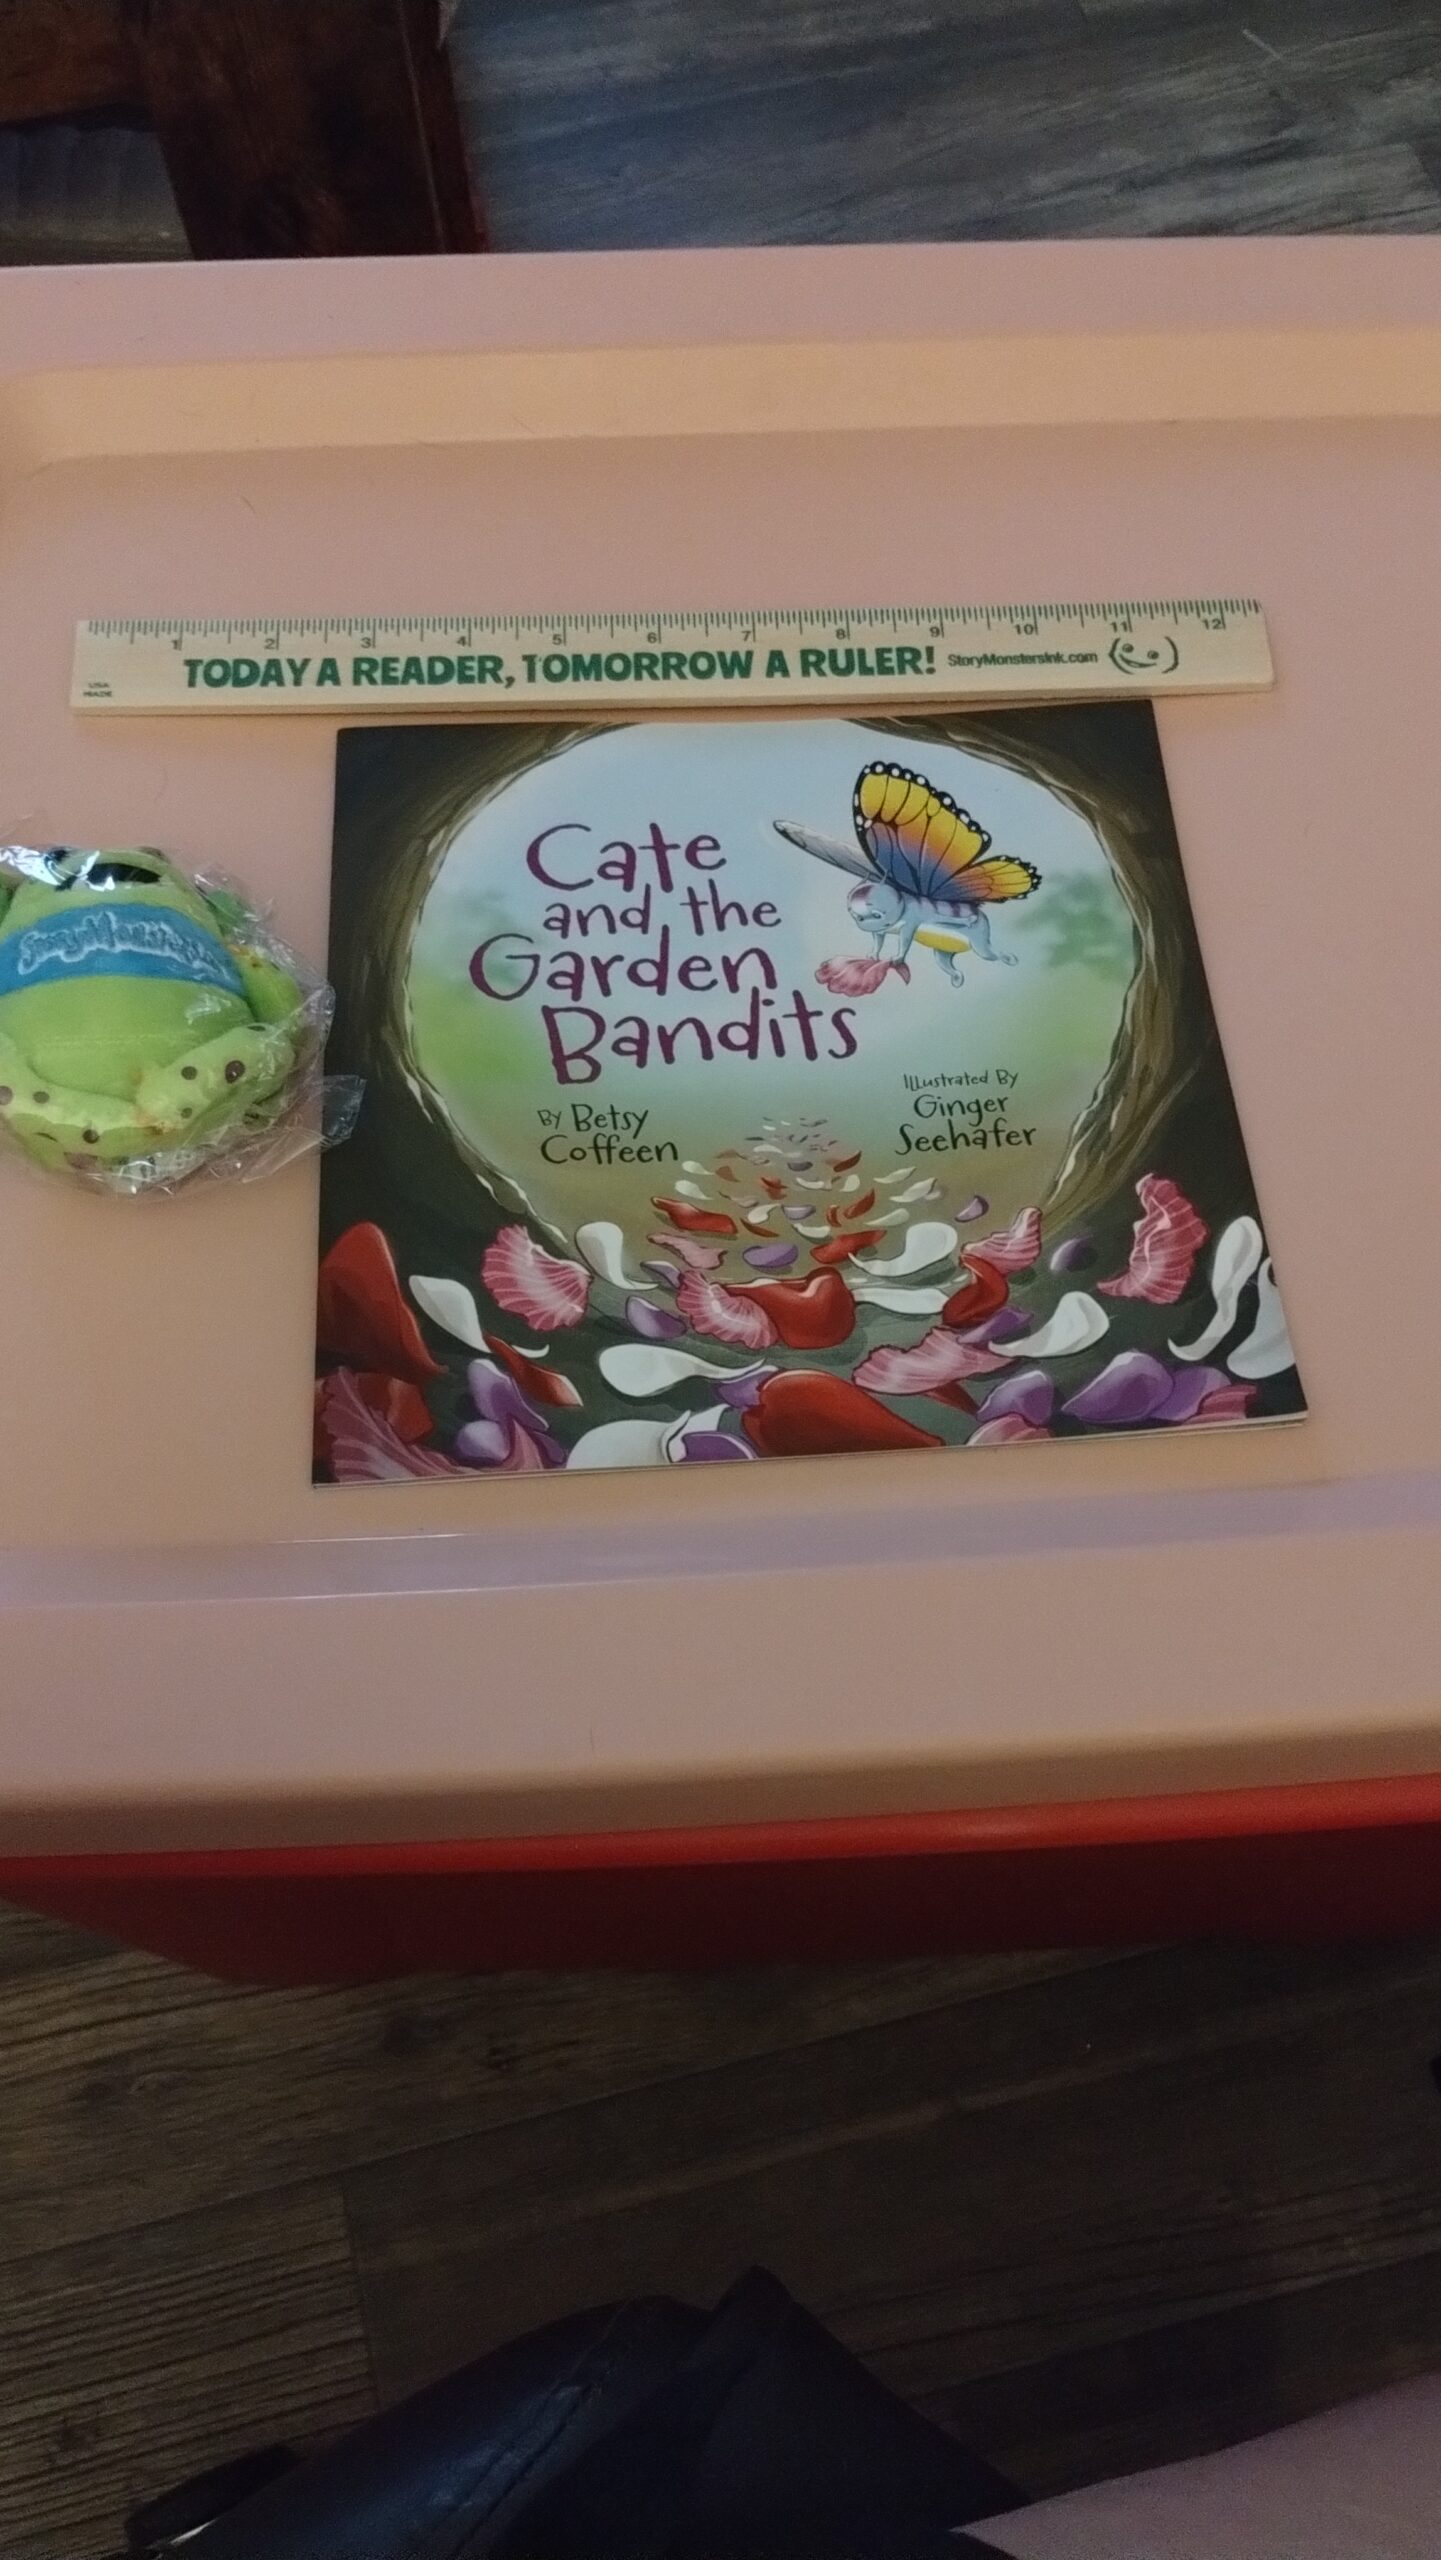 1 2 3 4 5 6 7 8 9 10 11 12
USA
MADE
TODAY A READER, TOMORROW A RULER! StoryMonstersInk.com
StoryMonsters
Cate
and the
Garden
Bandits
By Betsy
Coffeen
Illustrated By
Ginger
Seehafer